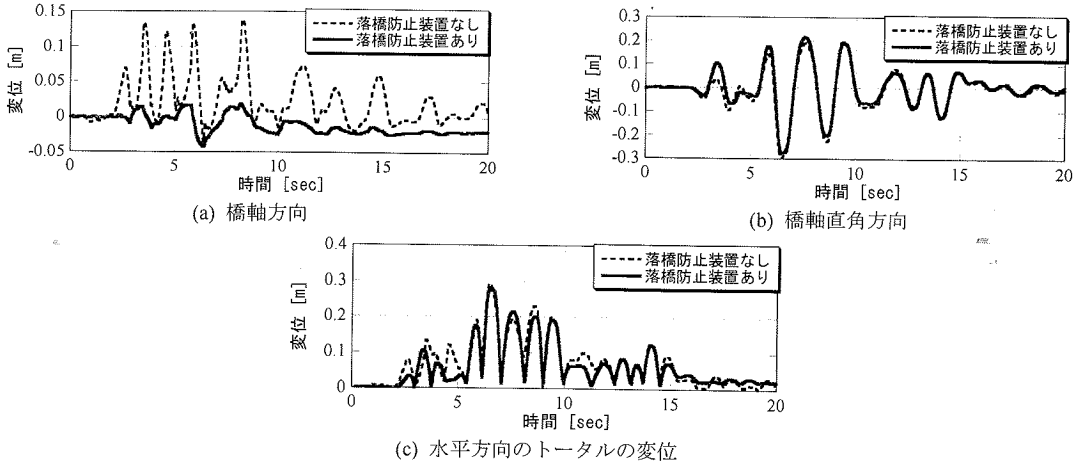 0.15
0.1
0.05
0
-0.05
変位 [m]
落橋防止装置なし
落橋防止装置あり
0 5 10 15 20
時間 [sec]
(a) 橋軸方向
0.3
0.2
0.1
0
-0.1
-0.2
-0.3
変位 [m]
落橋防止装置なし
落橋防止装置あり
0 5 10 15 20
時間 [sec]
(b) 橋軸直角方向
0.4
0.3
0.2
0.1
0
変位 [m]
落橋防止装置なし
落橋防止装置あり
0 5 10 15 20
時間 [sec]
(c) 水平方向のトータルの変位